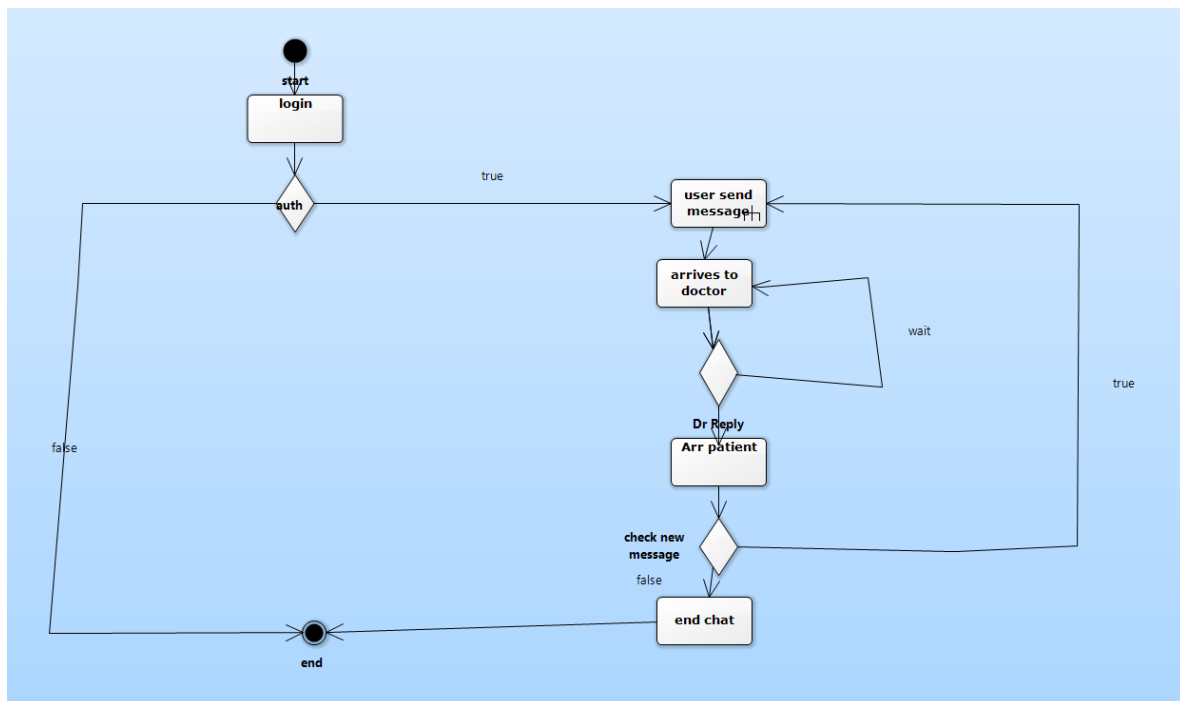 start
login
auth
true
user send
message
arrives to
doctor
wait
true
Dr Reply
Arr patient
false
check new
message
false
end chat
end